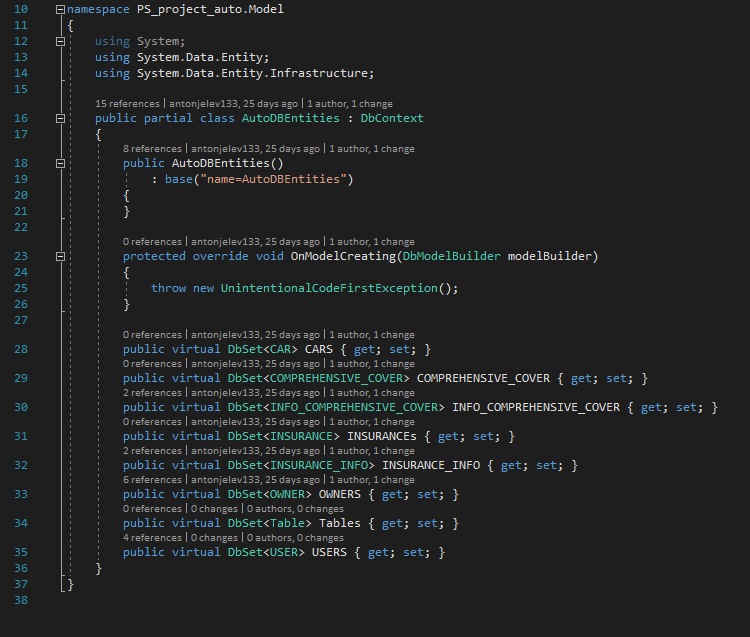 10 namespace PS_project_auto.Model
11 {
12 using System;
13 using System.Data.Entity;
14 using System.Data.Entity.Infrastructure;
15
15 references | antonjelev133, 25 days ago | 1 author, 1 change
16 public partial class AutoDBEntities : DbContext
17 {
8 references | antonjelev133, 25 days ago | 1 author, 1 change
18 public AutoDBEntities()
19 : base("name=AutoDBEntities")
20 {
21 }
22
0 references | antonjelev133, 25 days ago | 1 author, 1 change
23 protected override void OnModelCreating(DbModelBuilder modelBuilder)
24 {
25 throw new UnintentionalCodeFirstException();
26 }
27
0 references | antonjelev133, 25 days ago | 1 author, 1 change
28 public virtual DbSet<CAR> CARS { get; set; }
0 references | antonjelev133, 25 days ago | 1 author, 1 change
29 public virtual DbSet<COMPREHENSIVE_COVER> COMPREHENSIVE_COVER { get; set; }
2 references | antonjelev133, 25 days ago | 1 author, 1 change
30 public virtual DbSet<INFO_COMPREHENSIVE_COVER> INFO_COMPREHENSIVE_COVER { get; set; }
0 references | antonjelev133, 25 days ago | 1 author, 1 change
31 public virtual DbSet<INSURANCE> INSURANCEs { get; set; }
2 references | antonjelev133, 25 days ago | 1 author, 1 change
32 public virtual DbSet<INSURANCE_INFO> INSURANCE_INFO { get; set; }
6 references | antonjelev133, 25 days ago | 1 author, 1 change
33 public virtual DbSet<OWNER> OWNERS { get; set; }
0 references | 0 changes | 0 authors, 0 changes
34 public virtual DbSet<Table> Tables { get; set; }
4 references | 0 changes | 0 authors, 0 changes
35 public virtual DbSet<USER> USERS { get; set; }
36 }
37 }
38